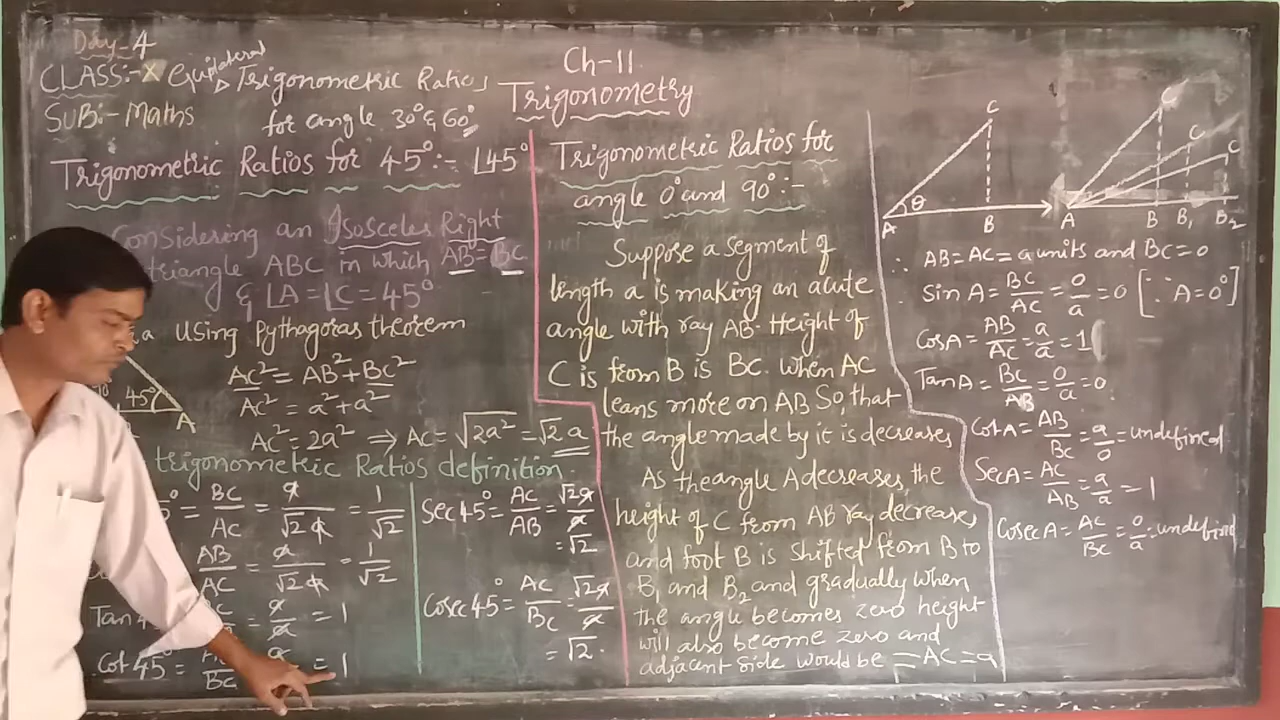 Day-4
CLASS:- X Equilateral Δ Trigonometric Ratios
SUB:- Maths for angle 30° & 60°
Ch-11
Trigonometry
Trigonometric Ratios for 45°:- ∠45°
Considering an Isosceles Right
triangle ABC in which AB=BC
& ∠A=∠C=45°
a Using Pythagoras theorem
AC²=AB²+BC²
AC²=a²+a²
AC²=2a² ⇒ AC=√2a²=√2 a
45°
A
trigonometric Ratios definition
5°=BC/AC=a/√2a=1/√2
AB/AC=a/√2a=1/√2
Tan 4 = a/a =1
Cot 45°= /BC = a =1
Sec 45°=AC/AB=√2a/a
=√2
Cosec 45°=AC/BC=√2a/a
=√2.
Trigonometric Ratios for
angle 0° and 90°:-
Suppose a segment of
length a is making an acute
angle with ray AB. Height of
C is from B is BC. When AC
leans more on AB So, that
the angle made by it is decreases
As the angle A decreases, the
height of C from AB ray decreases
and foot B is shifted from B to
B₁ and B₂ and gradually when
the angle becomes zero height
will also become zero and
adjacent side would be = AC=a
C
θ
A B
C
C
C
A B B₁ B₂
∴ AB=AC=a units and BC=0
Sin A=BC/AC=0/a=0 [∵ A=0°]
Cos A=AB/AC=a/a=1
Tan A=BC/AB=0/a=0
Cot A=AB/BC=a/0=undefined
Sec A=AC/AB=a/a=1
Cosec A=AC/BC=0/a=undefined